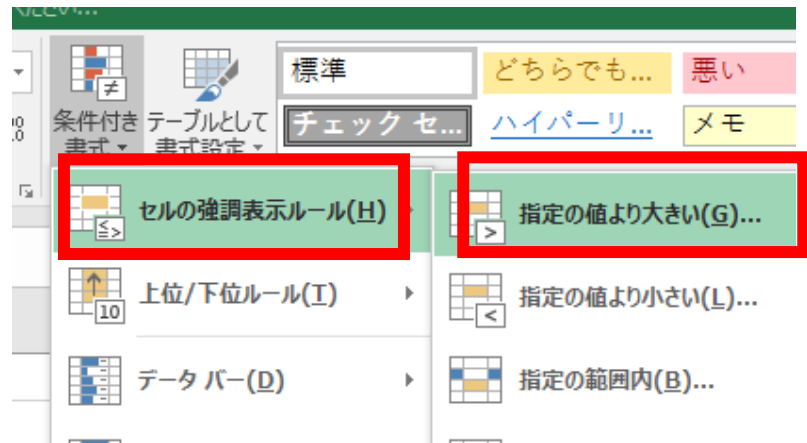 標準
どちらでも...
悪い
条件付き
書式
テーブルとして
書式設定
チェック セ...
ハイパーリ...
メモ
セルの強調表示ルール(H)
指定の値より大きい(G)...
上位/下位ルール(T)
10
指定の値より小さい(L)...
データ バー(D)
指定の範囲内(B)...